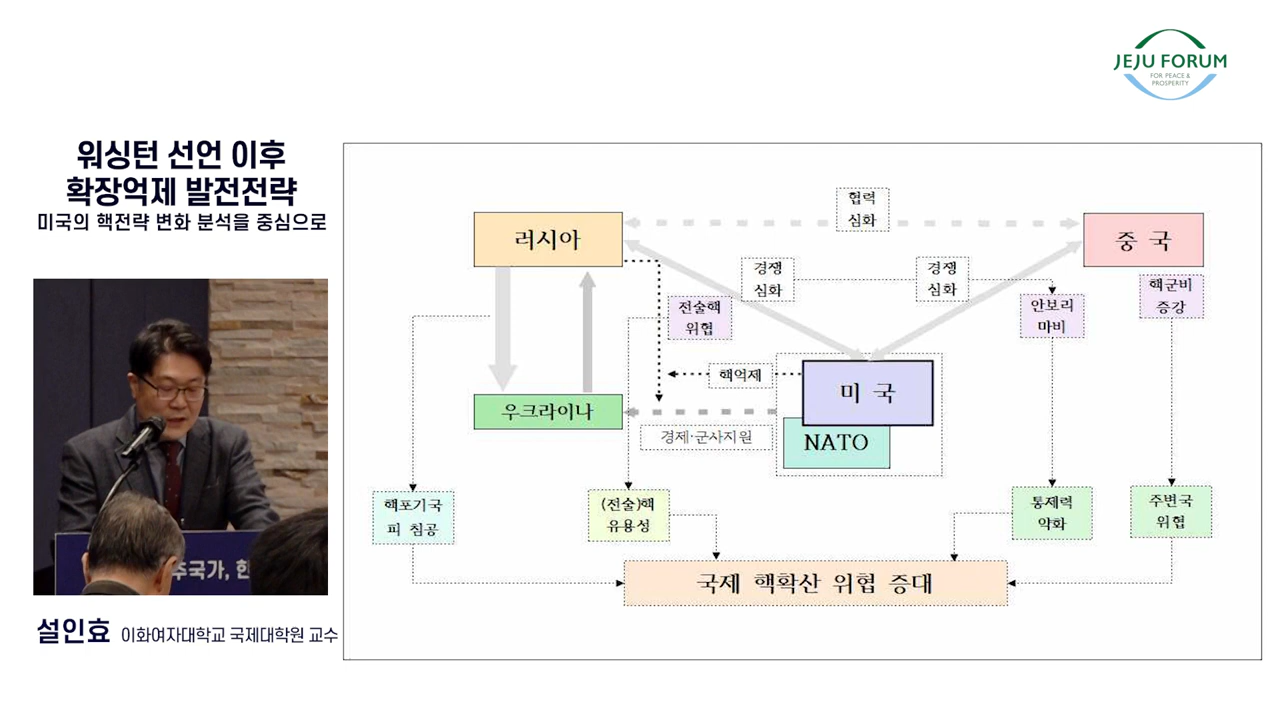 JEJU FORUM
FOR PEACE &
PROSPERITY
워싱턴 선언 이후
확장억제 발전전략
미국의 핵전략 변화 분석을 중심으로
주국가, 한
설인효 이화여자대학교 국제대학원 교수
협력
심화
러시아
중 국
경쟁
심화
경쟁
심화
핵군비
증강
전술핵
위협
안보리
마비
핵억제
미 국
우크라이나
경제·군사지원
NATO
핵포기국
피 침공
(전술)핵
유용성
통제력
약화
주변국
위협
국제 핵확산 위협 증대